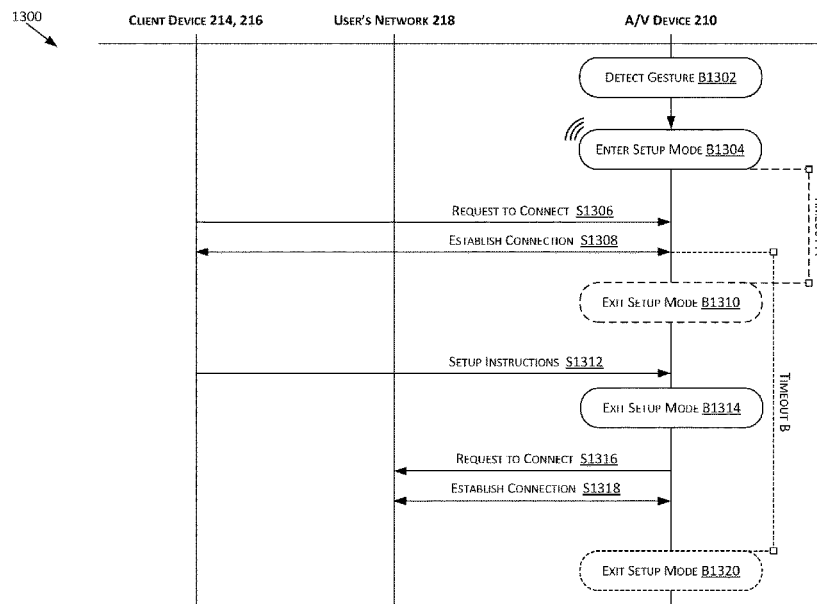 1300
CLIENT DEVICE 214, 216
USER'S NETWORK 218
A/V DEVICE 210
DETECT GESTURE B1302
ENTER SETUP MODE B1304
REQUEST TO CONNECT S1306
ESTABLISH CONNECTION S1308
EXIT SETUP MODE B1310
SETUP INSTRUCTIONS S1312
TIMEOUT B
EXIT SETUP MODE B1314
REQUEST TO CONNECT S1316
ESTABLISH CONNECTION S1318
EXIT SETUP MODE B1320